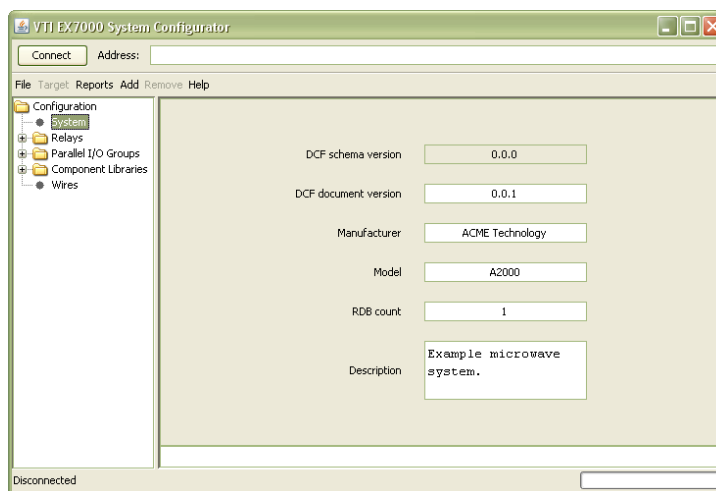 VTI EX7000 System Configurator
Connect Address:
File Target Reports Add Remove Help
Configuration
System
Relays
Parallel I/O Groups
Component Libraries
Wires
DCF schema version 0.0.0
DCF document version 0.0.1
Manufacturer ACME Technology
Model A2000
RDB count 1
Description Example microwave
system.
Disconnected